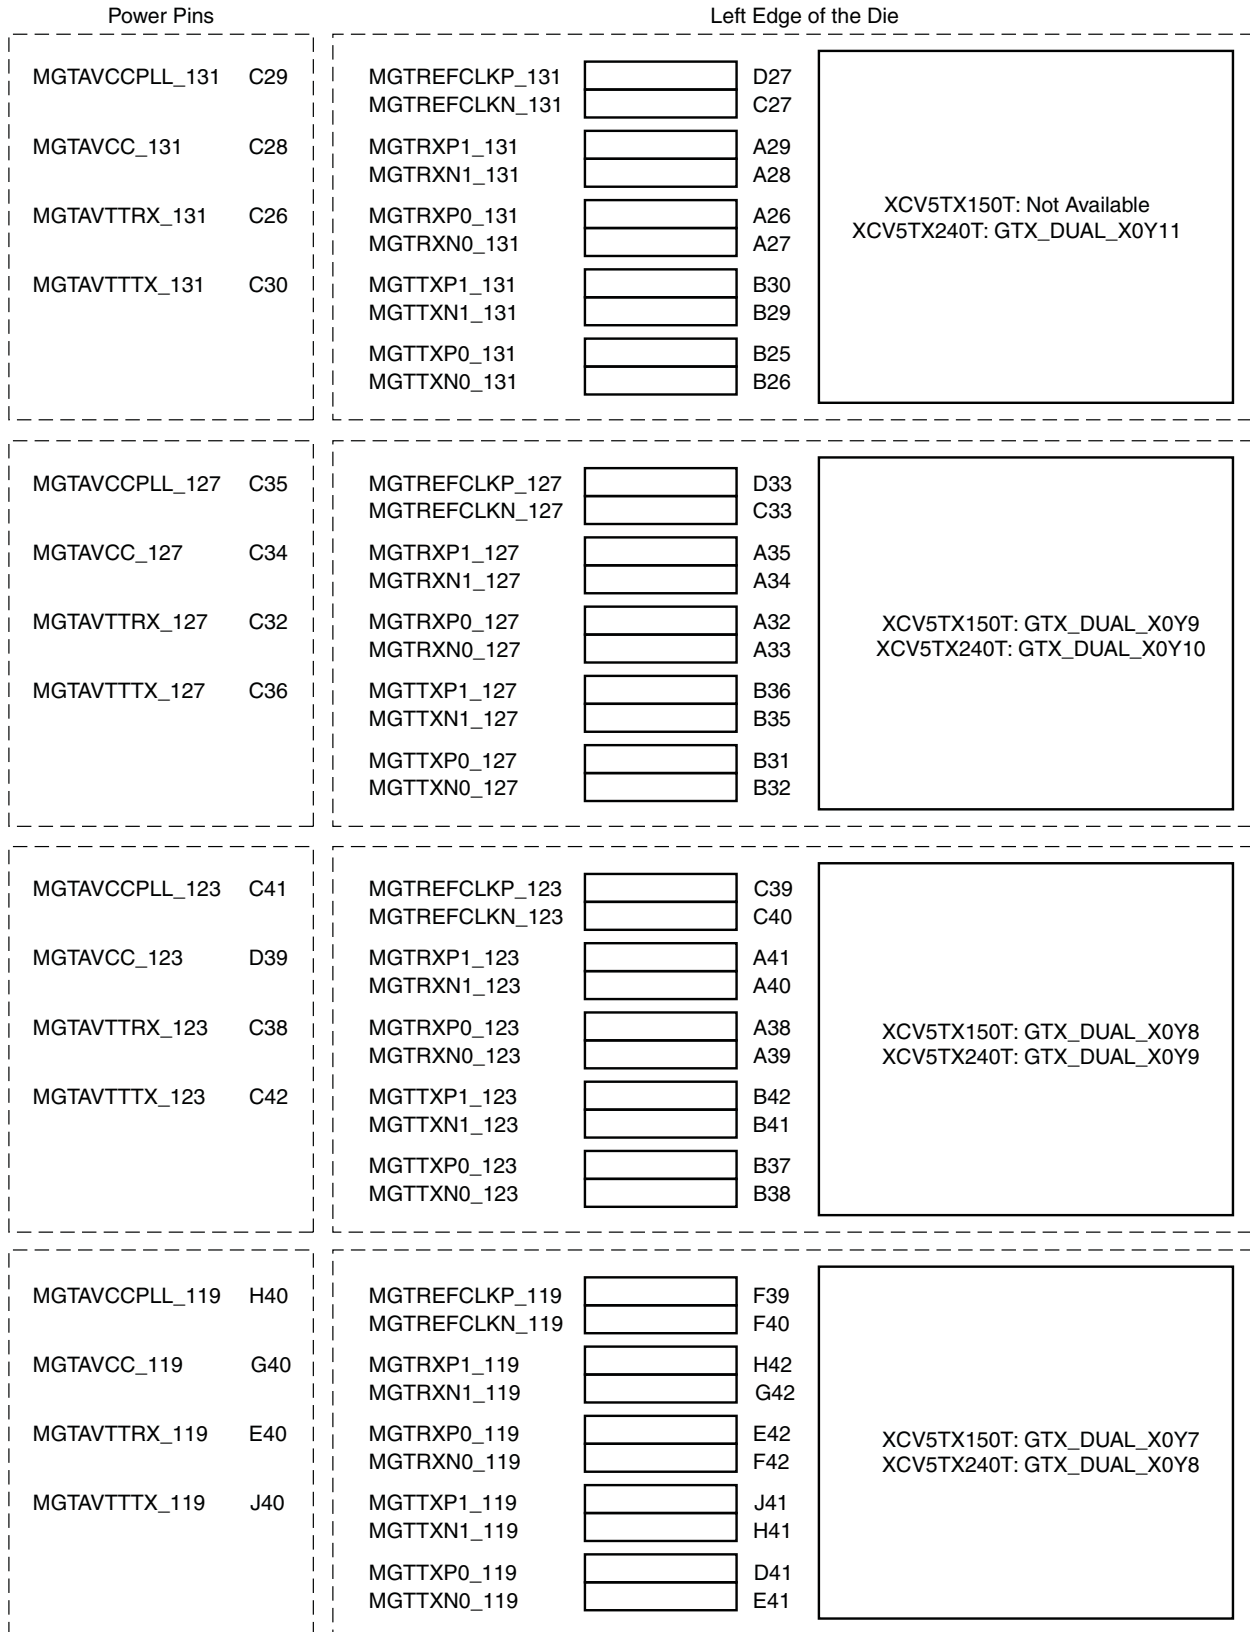 Power Pins
Left Edge of the Die
MGTAVCCPLL_131 C29
MGTAVCC_131 C28
MGTAVTTRX_131 C26
MGTAVTTTX_131 C30
MGTREFCLKP_131 D27
MGTREFCLKN_131 C27
MGTRXP1_131 A29
MGTRXN1_131 A28
MGTRXP0_131 A26
MGTRXN0_131 A27
MGTTXP1_131 B30
MGTTXN1_131 B29
MGTTXP0_131 B25
MGTTXN0_131 B26
XCV5TX150T: Not Available
XCV5TX240T: GTX_DUAL_X0Y11
MGTAVCCPLL_127 C35
MGTAVCC_127 C34
MGTAVTTRX_127 C32
MGTAVTTTX_127 C36
MGTREFCLKP_127 D33
MGTREFCLKN_127 C33
MGTRXP1_127 A35
MGTRXN1_127 A34
MGTRXP0_127 A32
MGTRXN0_127 A33
MGTTXP1_127 B36
MGTTXN1_127 B35
MGTTXP0_127 B31
MGTTXN0_127 B32
XCV5TX150T: GTX_DUAL_X0Y9
XCV5TX240T: GTX_DUAL_X0Y10
MGTAVCCPLL_123 C41
MGTAVCC_123 D39
MGTAVTTRX_123 C38
MGTAVTTTX_123 C42
MGTREFCLKP_123 C39
MGTREFCLKN_123 C40
MGTRXP1_123 A41
MGTRXN1_123 A40
MGTRXP0_123 A38
MGTRXN0_123 A39
MGTTXP1_123 B42
MGTTXN1_123 B41
MGTTXP0_123 B37
MGTTXN0_123 B38
XCV5TX150T: GTX_DUAL_X0Y8
XCV5TX240T: GTX_DUAL_X0Y9
MGTAVCCPLL_119 H40
MGTAVCC_119 G40
MGTAVTTRX_119 E40
MGTAVTTTX_119 J40
MGTREFCLKP_119 F39
MGTREFCLKN_119 F40
MGTRXP1_119 H42
MGTRXN1_119 G42
MGTRXP0_119 E42
MGTRXN0_119 F42
MGTTXP1_119 J41
MGTTXN1_119 H41
MGTTXP0_119 D41
MGTTXN0_119 E41
XCV5TX150T: GTX_DUAL_X0Y7
XCV5TX240T: GTX_DUAL_X0Y8